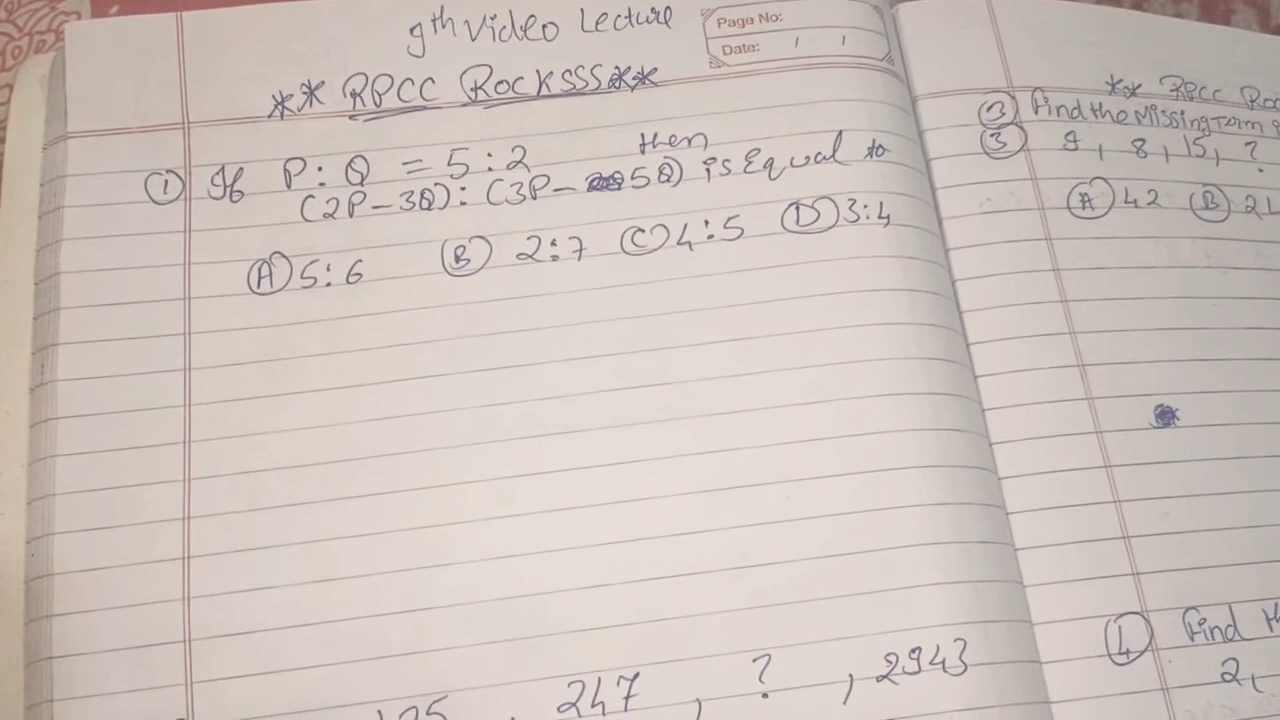 9th Video Lecture
Page No:
Date: / /
** RPCC ROCKSSS**
① If P:Q = 5:2 then
(2P-3Q):(3P- 5Q) is Equal to
Ⓐ 5:6 Ⓑ 2:7 Ⓒ 4:5 Ⓓ 3:4
247, ?, 2943
** RPCC
Find the Missing Term
③ 9, 8, 15, ?
Ⓐ 42 Ⓑ
④ Find
2,